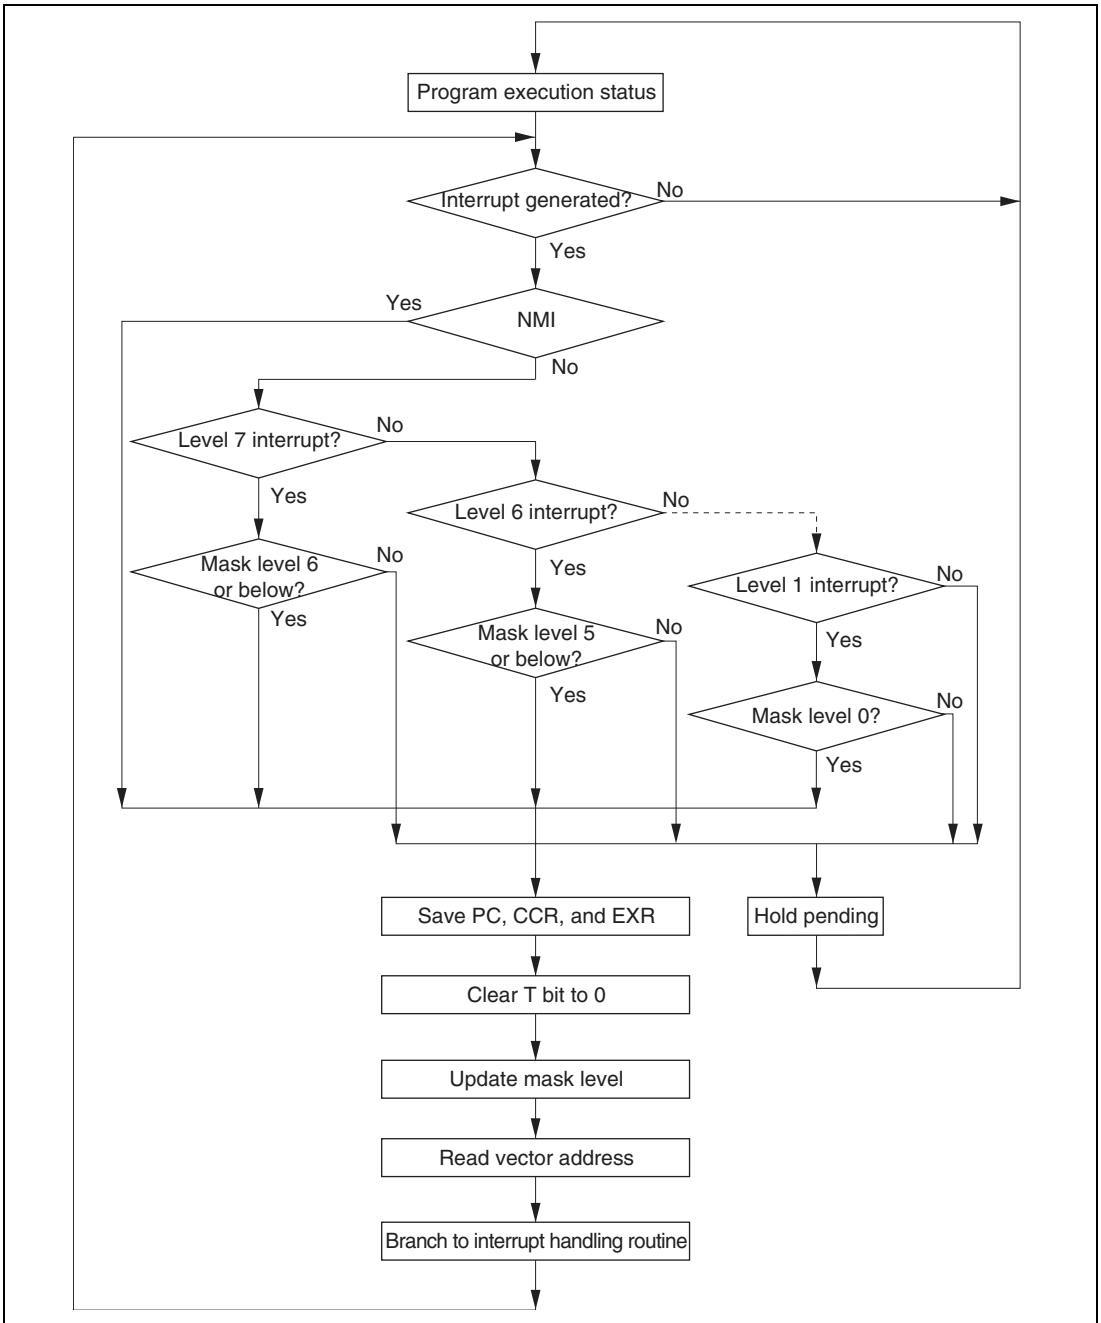 Program execution status
Interrupt generated?
No
Yes
Yes
NMI
No
Level 7 interrupt?
No
Yes
Level 6 interrupt?
No
Mask level 6
or below?
No
Yes
Yes
Level 1 interrupt?
No
Mask level 5
or below?
No
Yes
Yes
Mask level 0?
No
Yes
Save PC, CCR, and EXR
Hold pending
Clear T bit to 0
Update mask level
Read vector address
Branch to interrupt handling routine